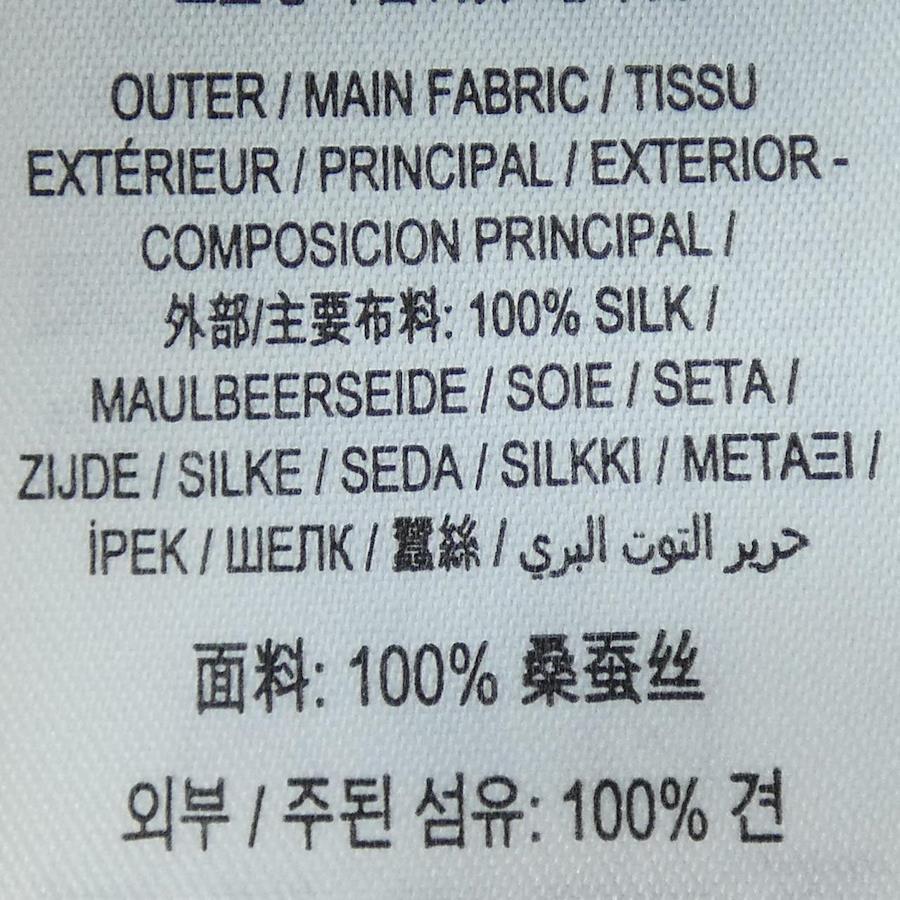 OUTER / MAIN FABRIC / TISSU
EXTÉRIEUR / PRINCIPAL / EXTERIOR -
COMPOSICION PRINCIPAL /
外部/主要布料: 100% SILK /
MAULBEERSEIDE / SOIE / SETA /
ZIJDE / SILKE / SEDA / SILKKI / ΜΕΤΑΞΙ /
İPEK / ШЕЛК / 蠶絲 / حرير التوت البري
面料: 100% 桑蚕丝
외부 / 주된 섬유: 100% 견